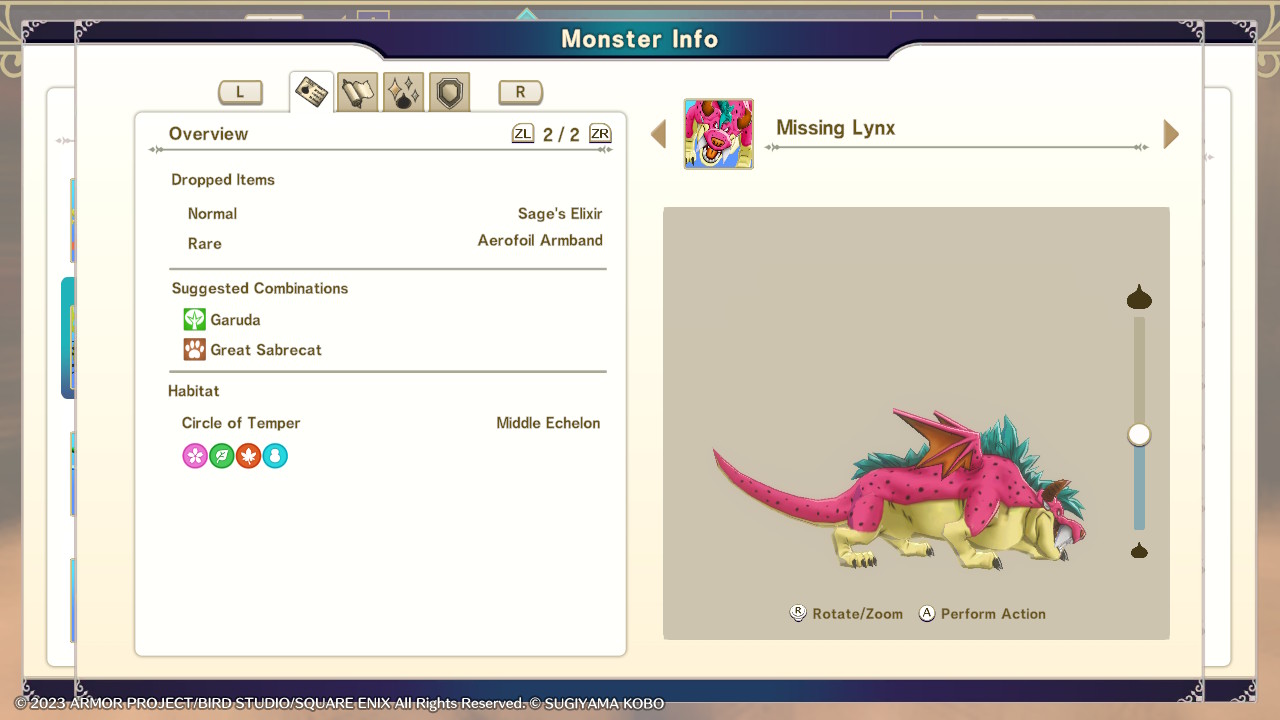 Monster Info
L
R
Overview
ZL 2 / 2 ZR
Dropped Items
Normal Sage's Elixir
Rare Aerofoil Armband
Suggested Combinations
Garuda
Great Sabrecat
Habitat
Circle of Temper Middle Echelon
Missing Lynx
R Rotate/Zoom A Perform Action
© 2023 ARMOR PROJECT/BIRD STUDIO/SQUARE ENIX All Rights Reserved. © SUGIYAMA KOBO